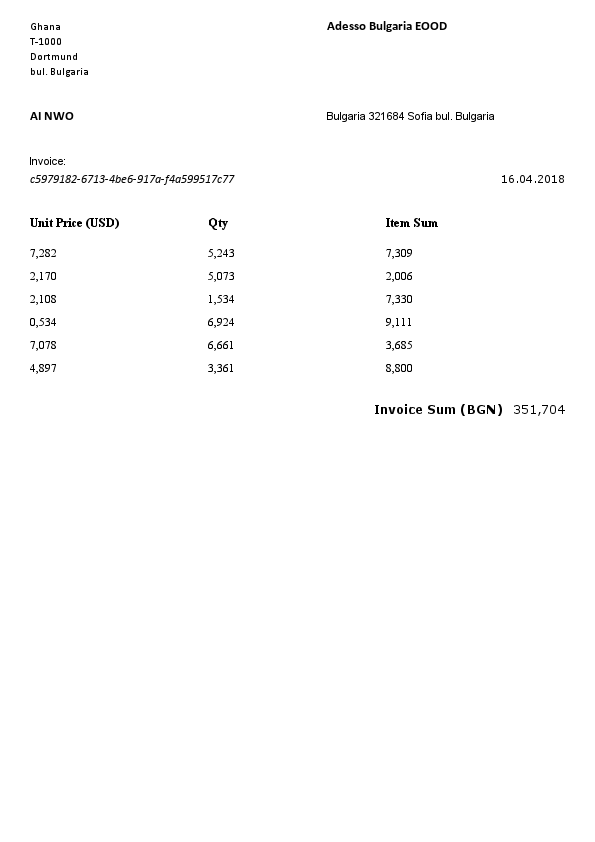 Ghana
T-1000
Dortmund
bul. Bulgaria
Adesso Bulgaria EOOD
AI NWO
Bulgaria 321684 Sofia bul. Bulgaria
Invoice:
c5979182-6713-4be6-917a-f4a599517c77
16.04.2018
Unit Price (USD) Qty Item Sum
7,282 5,243 7,309
2,170 5,073 2,006
2,108 1,534 7,330
0,534 6,924 9,111
7,078 6,661 3,685
4,897 3,361 8,800
Invoice Sum (BGN) 351,704